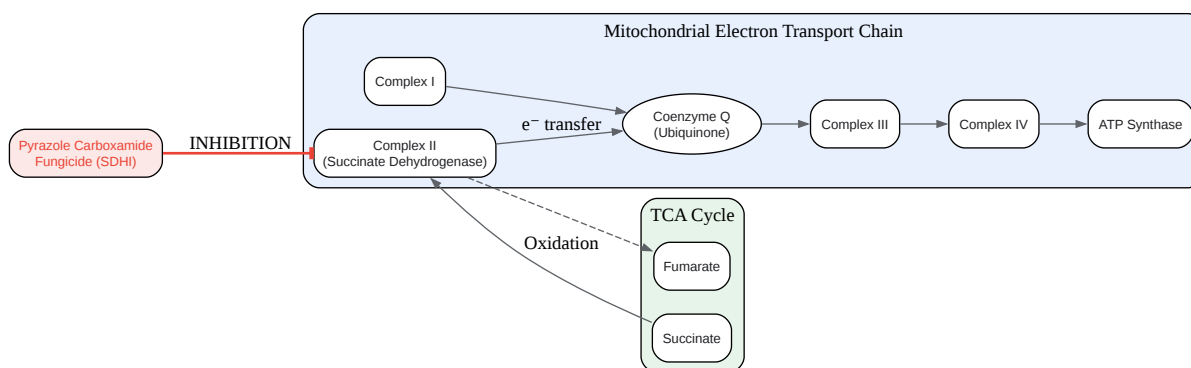 Mitochondrial Electron Transport Chain
Complex I
Coenzyme Q
(Ubiquinone)
Complex III
Complex IV
ATP Synthase
e⁻ transfer
Pyrazole Carboxamide
Fungicide (SDHI)
INHIBITION
Complex II
(Succinate Dehydrogenase)
TCA Cycle
Oxidation
Fumarate
Succinate